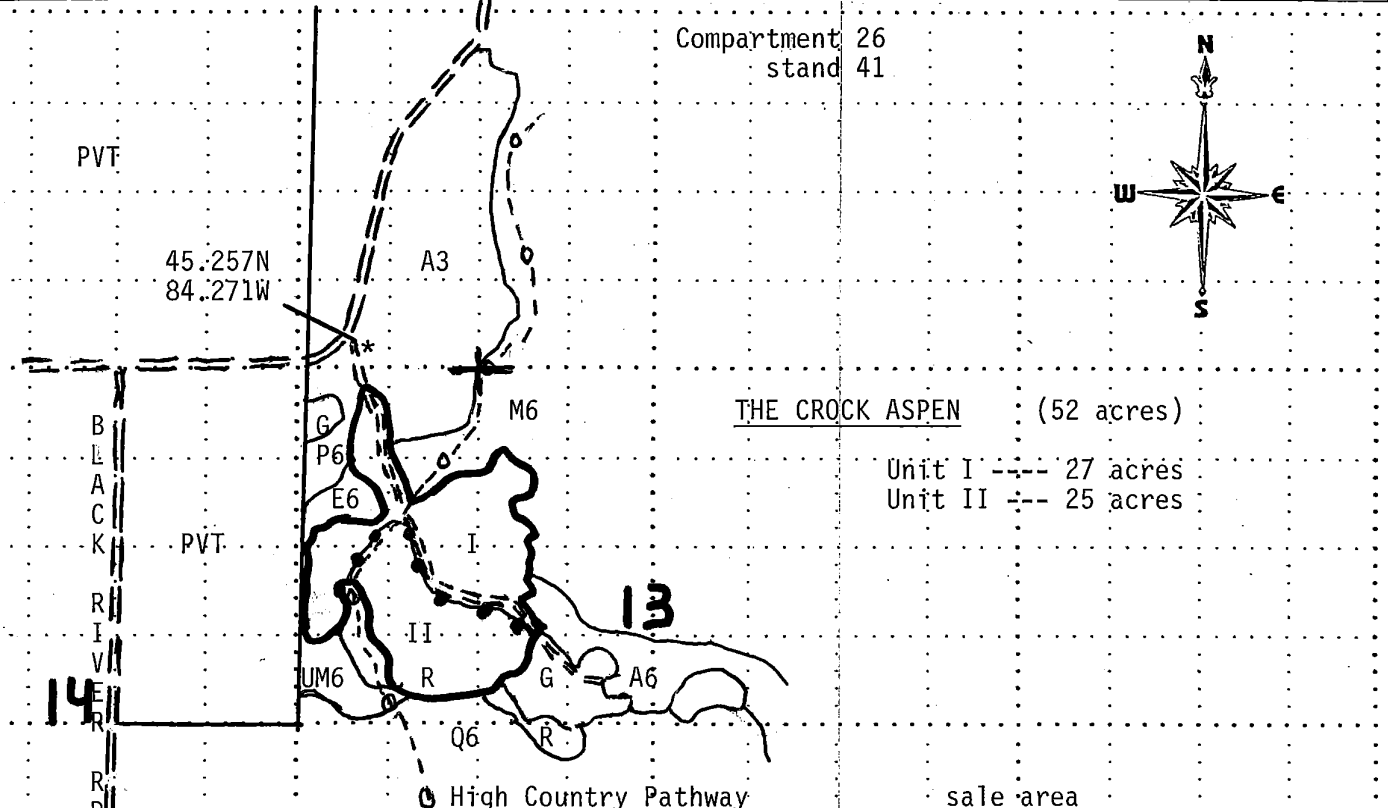 Compartment 26
stand 41
N
W
E
S
PVT
45.257N
84.271W
A3
*
THE CROCK ASPEN (52 acres)
Unit I ---- 27 acres
Unit II --- 25 acres
M6
G
P6
E6
BLACK RIVER RD
PVT
I
13
II
UM6
R
G
A6
14
Q6
R
High Country Pathway
sale area